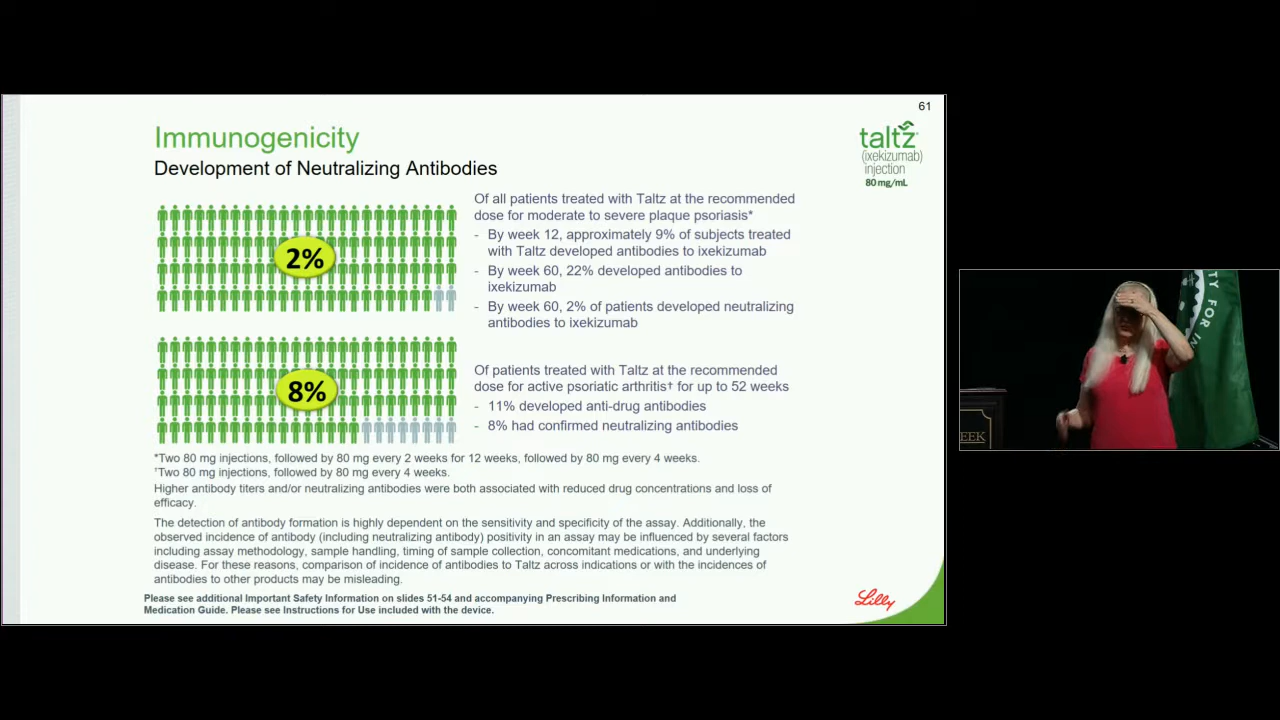 61
Immunogenicity
Development of Neutralizing Antibodies
taltz
(ixekizumab)
injection
80 mg/mL
2%
Of all patients treated with Taltz at the recommended
dose for moderate to severe plaque psoriasis*
- By week 12, approximately 9% of subjects treated
with Taltz developed antibodies to ixekizumab
- By week 60, 22% developed antibodies to
ixekizumab
- By week 60, 2% of patients developed neutralizing
antibodies to ixekizumab
8%
Of patients treated with Taltz at the recommended
dose for active psoriatic arthritis† for up to 52 weeks
- 11% developed anti-drug antibodies
- 8% had confirmed neutralizing antibodies
*Two 80 mg injections, followed by 80 mg every 2 weeks for 12 weeks, followed by 80 mg every 4 weeks.
†Two 80 mg injections, followed by 80 mg every 4 weeks.
Higher antibody titers and/or neutralizing antibodies were both associated with reduced drug concentrations and loss of
efficacy.
The detection of antibody formation is highly dependent on the sensitivity and specificity of the assay. Additionally, the
observed incidence of antibody (including neutralizing antibody) positivity in an assay may be influenced by several factors
including assay methodology, sample handling, timing of sample collection, concomitant medications, and underlying
disease. For these reasons, comparison of incidence of antibodies to Taltz across indications or with the incidences of
antibodies to other products may be misleading.
Please see additional Important Safety Information on slides 51-54 and accompanying Prescribing Information and
Medication Guide. Please see Instructions for Use included with the device.
Lilly
TY FOR IN
EEK